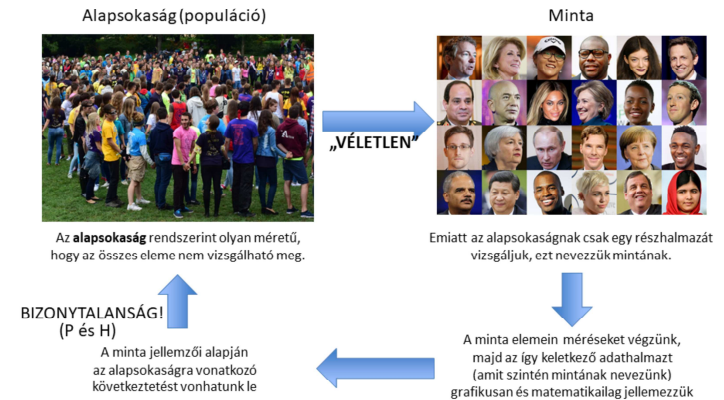 Alapsokaság (populáció)
Minta
„VÉLETLEN”
Az alapsokaság rendszerint olyan méretű,
hogy az összes eleme nem vizsgálható meg.
Emiatt az alapsokaságnak csak egy részhalmazát
vizsgáljuk, ezt nevezzük mintának.
BIZONYTALANSÁG!
(P és H)
A minta elemein méréseket végzünk,
majd az így keletkező adathalmazt
(amit szintén mintának nevezünk)
grafikusan és matematikailag jellemezzük
A minta jellemzői alapján
az alapsokaságra vonatkozó
következtetést vonhatunk le